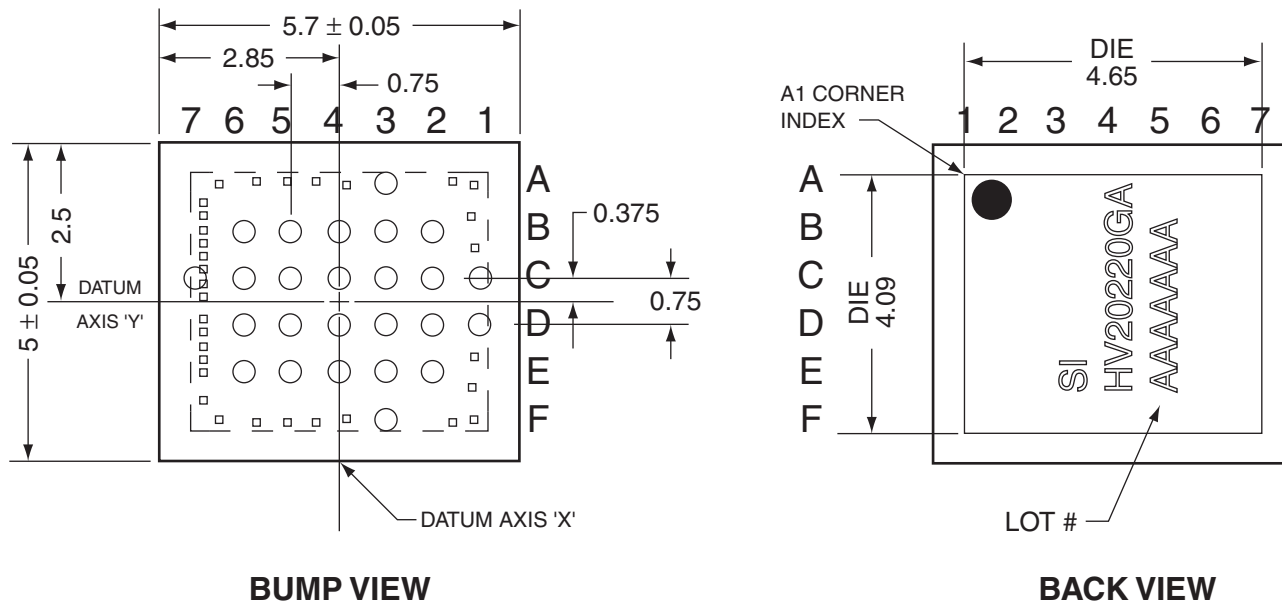 5.7 ± 0.05
2.85
0.75
7 6 5 4 3 2 1
A
B
C
D
E
F
0.375
0.75
5 ± 0.05
2.5
DATUM
AXIS 'Y'
DATUM AXIS 'X'
BUMP VIEW
DIE
4.65
A1 CORNER
INDEX
1 2 3 4 5 6 7
A
B
C
D
E
F
DIE
4.09
SI
HV20220GA
AAAAAAA
LOT #
BACK VIEW